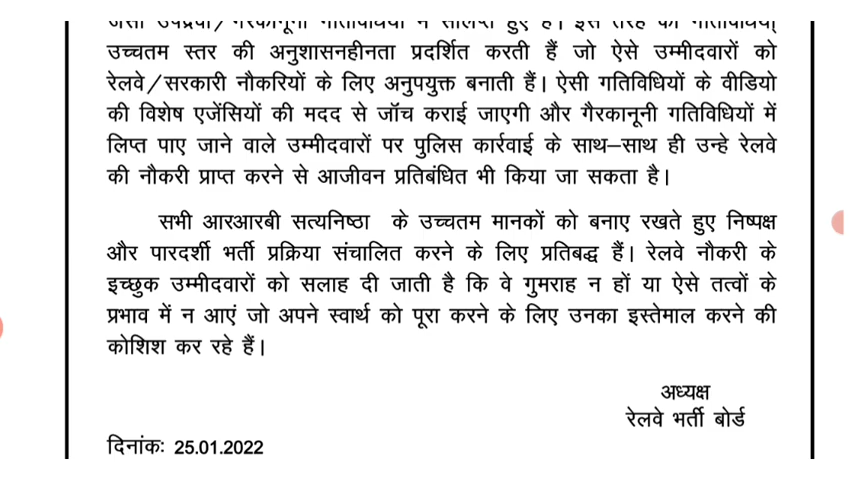 उच्चतम स्तर की अनुशासनहीनता प्रदर्शित करती हैं जो ऐसे उम्मीदवारों को
रेलवे/सरकारी नौकरियों के लिए अनुपयुक्त बनाती हैं। ऐसी गतिविधियों के वीडियो
की विशेष एजेंसियों की मदद से जॉंच कराई जाएगी और गैरकानूनी गतिविधियों में
लिप्त पाए जाने वाले उम्मीदवारों पर पुलिस कार्रवाई के साथ–साथ ही उन्हे रेलवे
की नौकरी प्राप्त करने से आजीवन प्रतिबंधित भी किया जा सकता है।
सभी आरआरबी सत्यनिष्ठा के उच्चतम मानकों को बनाए रखते हुए निष्पक्ष
और पारदर्शी भर्ती प्रक्रिया संचालित करने के लिए प्रतिबद्ध हैं। रेलवे नौकरी के
इच्छुक उम्मीदवारों को सलाह दी जाती है कि वे गुमराह न हों या ऐसे तत्वों के
प्रभाव में न आएं जो अपने स्वार्थ को पूरा करने के लिए उनका इस्तेमाल करने की
कोशिश कर रहे हैं।
अध्यक्ष
रेलवे भर्ती बोर्ड
दिनांकः 25.01.2022